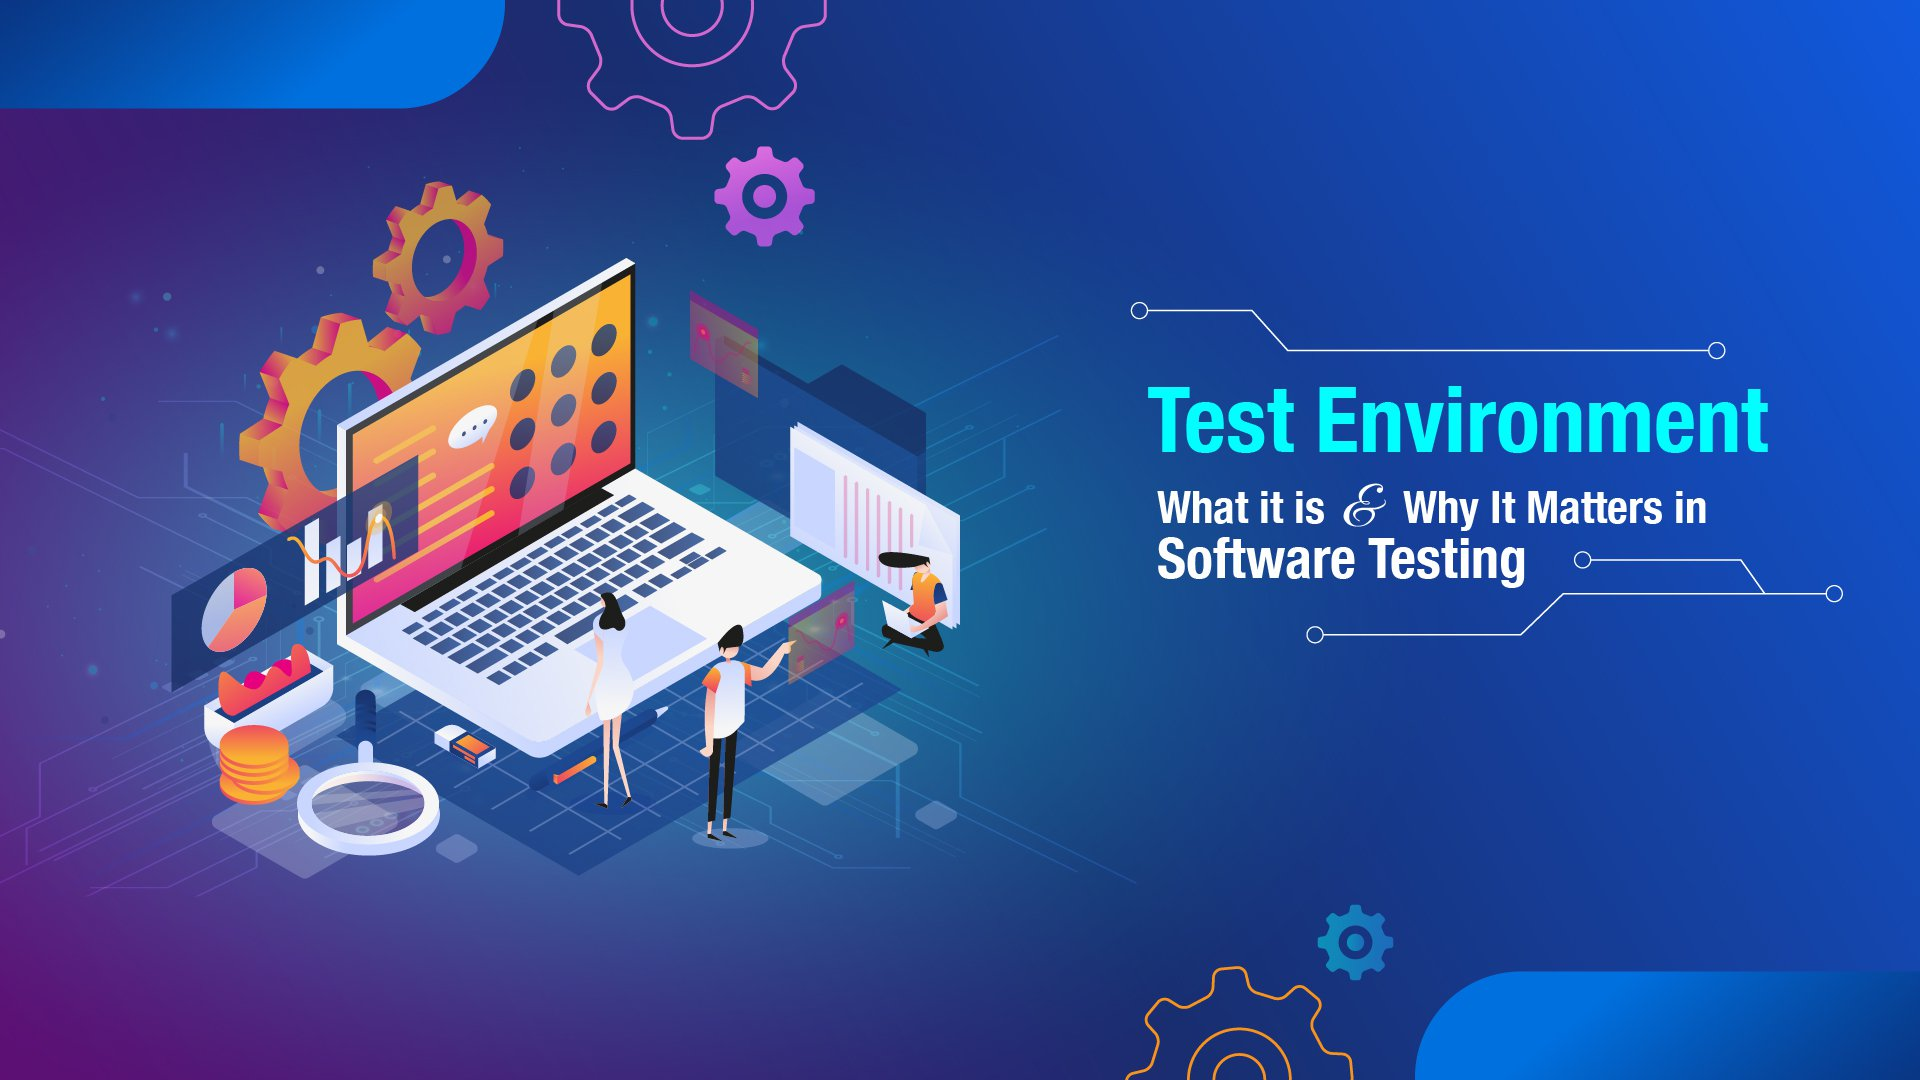 Test Environment
What it is & Why It Matters in
Software Testing